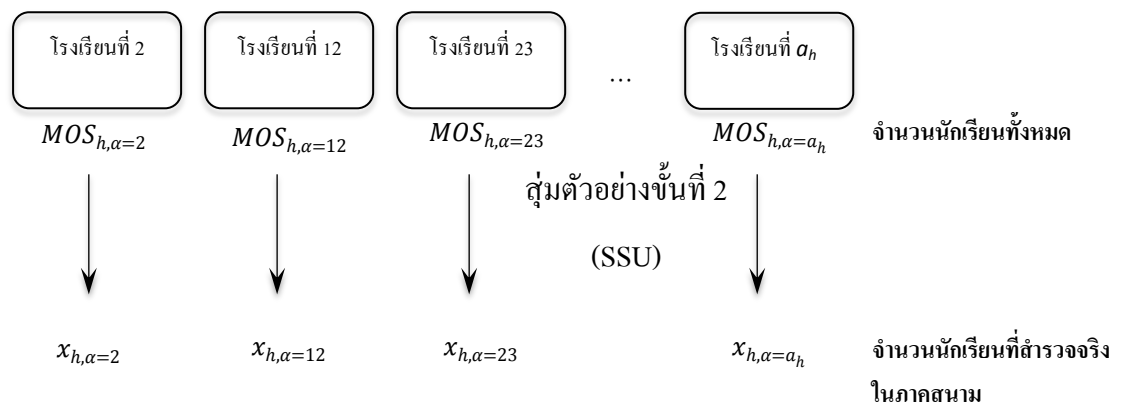 โรงเรียนที่ 2 โรงเรียนที่ 12 โรงเรียนที่ 23 ... โรงเรียนที่ a_h
MOS_{h,α=2} MOS_{h,α=12} MOS_{h,α=23} MOS_{h,α=a_h} จำนวนนักเรียนทั้งหมด
สุ่มตัวอย่างขั้นที่ 2
(SSU)
x_{h,α=2} x_{h,α=12} x_{h,α=23} x_{h,α=a_h} จำนวนนักเรียนที่สำรวจจริง
ในภาคสนาม